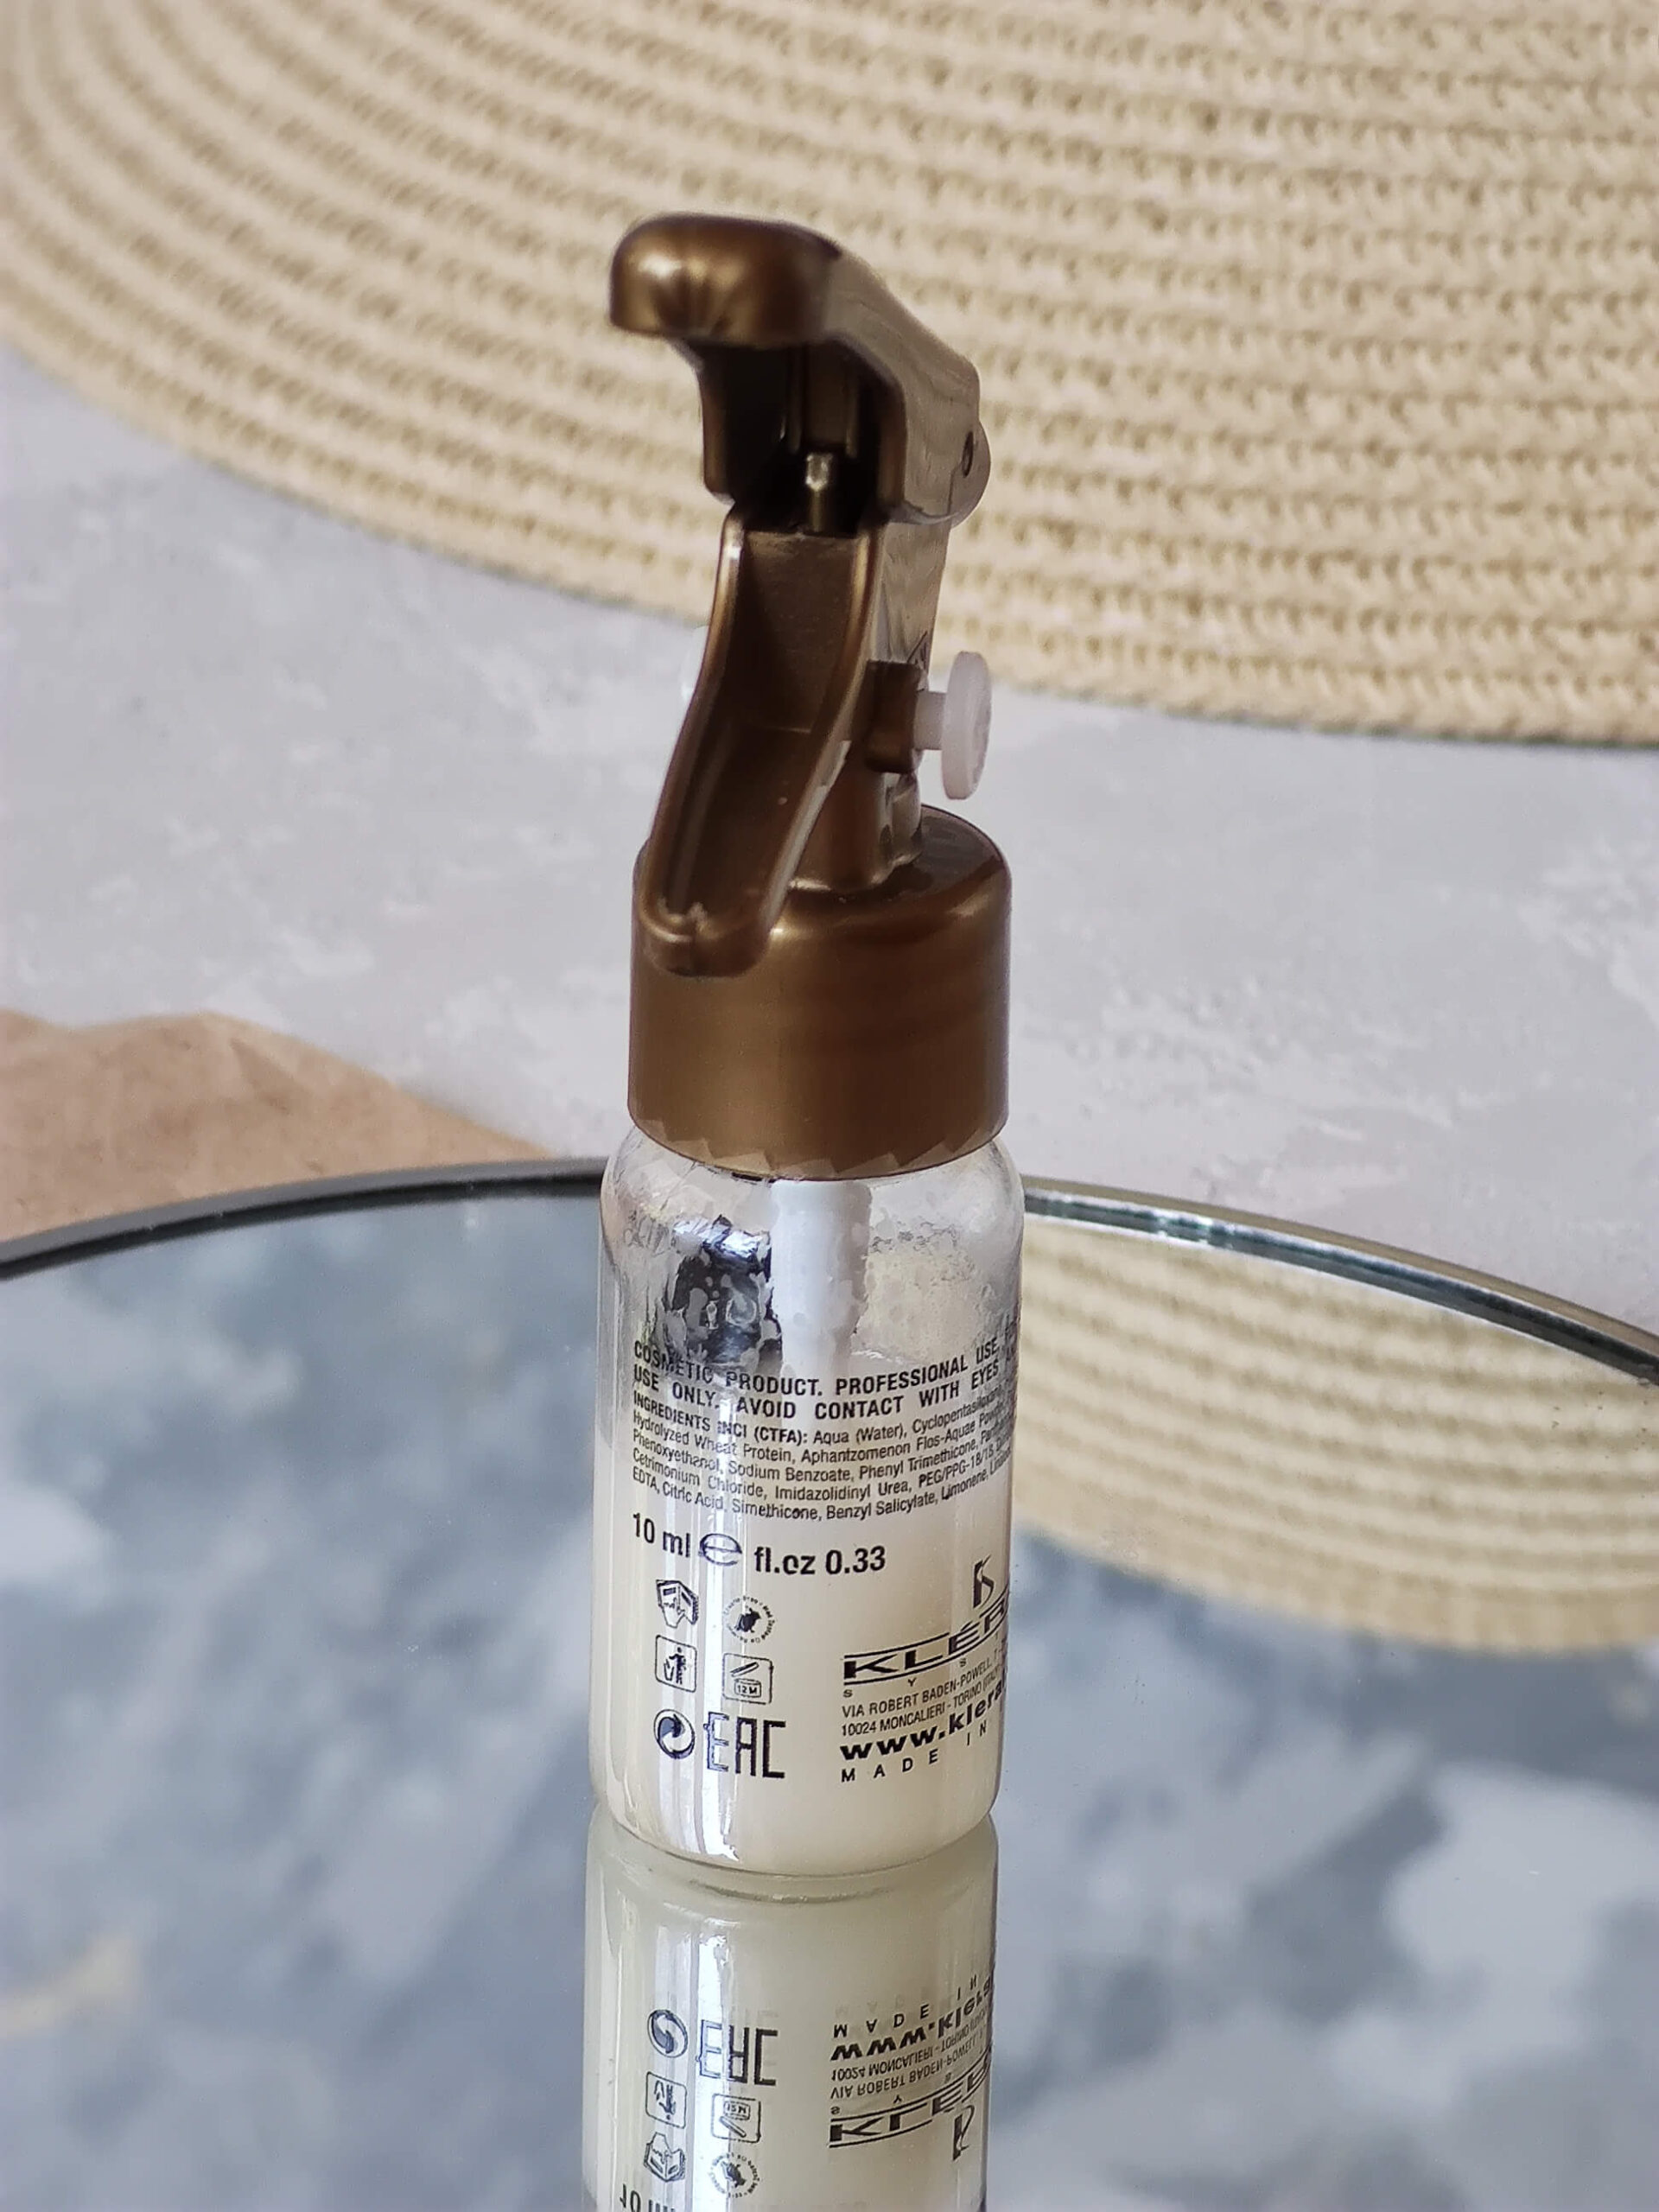 COSMETIC PRODUCT. PROFESSIONAL USE
USE ONLY. AVOID CONTACT WITH EYES
INGREDIENTS INCI (CTFA): Aqua (Water),
Hydrolyzed Wheat Protein, Aphantzomenon Flos-Aquae
Phenoxyethanol, Sodium Benzoate, Phenyl Trimethicone,
Cetrimonium Chloride, Imidazolidinyl Urea, PEG/PPG-18/18,
EDTA, Citric Acid, Simethicone, Benzyl Salicylate, Limonene,
10 ml e fl.oz 0.33
12M
EAC
KLÉR
S Y S
VIA ROBERT BADEN-POWELL,
10024 MONCALIERI - TORINO
www.klera
MADE IN